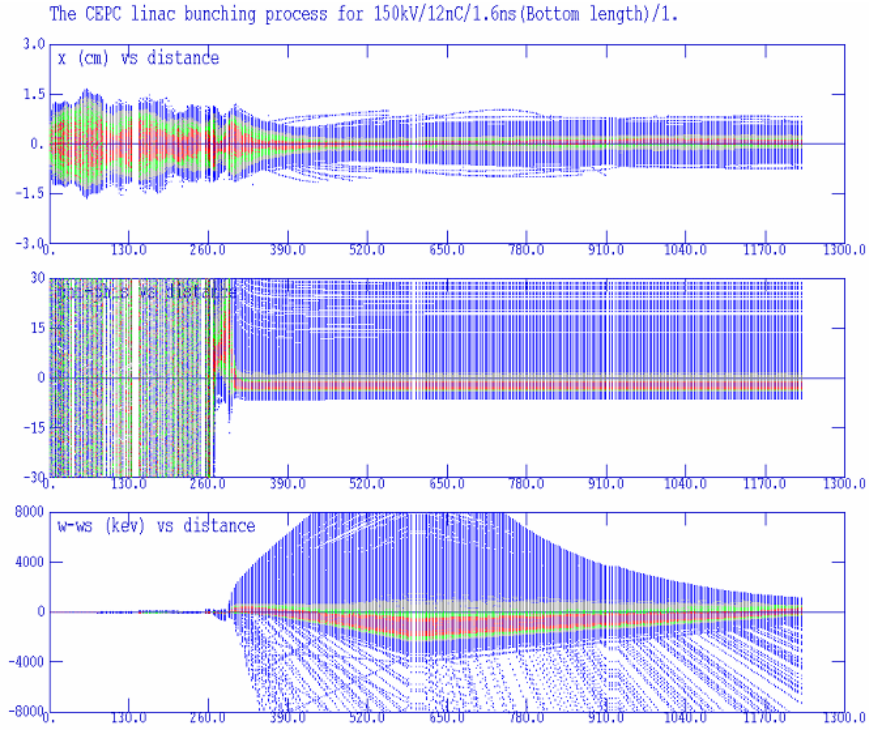 The CEPC linac bunching process for 150kV/12nC/1.6ns(Bottom length)/1.
3.0
x (cm) vs distance
1.5
0.
-1.5
-3.0
0. 130.0 260.0 390.0 520.0 650.0 780.0 910.0 1040.0 1170.0 1300.0
30
vs distance
15
0
-15
-30
0. 130.0 260.0 390.0 520.0 650.0 780.0 910.0 1040.0 1170.0 1300.0
8000
w-ws (kev) vs distance
4000
0
-4000
-8000
0. 130.0 260.0 390.0 520.0 650.0 780.0 910.0 1040.0 1170.0 1300.0